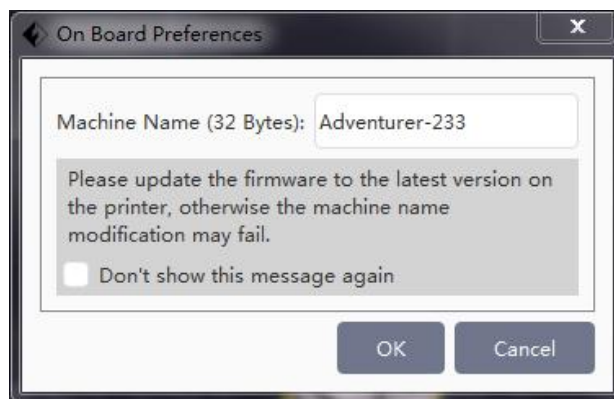 On Board Preferences
Machine Name (32 Bytes): Adventurer-233
Please update the firmware to the latest version on
the printer, otherwise the machine name
modification may fail.
Don't show this message again
OK Cancel